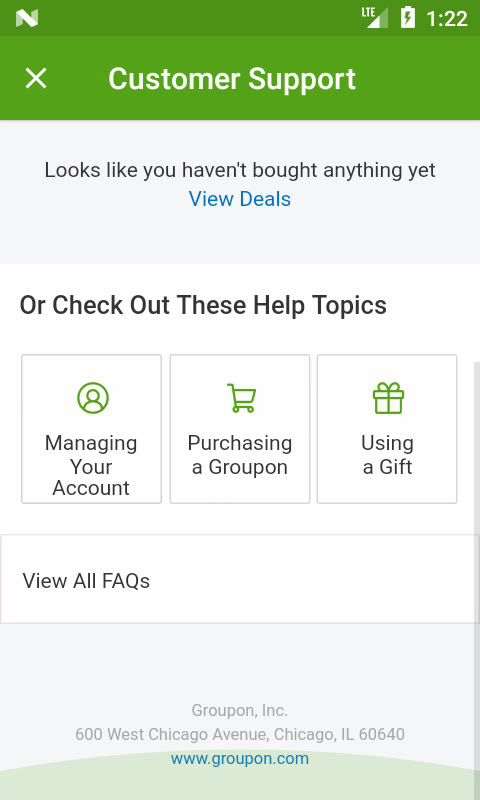 LTE
1:22
Customer Support
Looks like you haven't bought anything yet
View Deals
Or Check Out These Help Topics
Managing
Your
Account
Purchasing
a Groupon
Using
a Gift
View All FAQs
Groupon, Inc.
600 West Chicago Avenue, Chicago, IL 60640
www.groupon.com